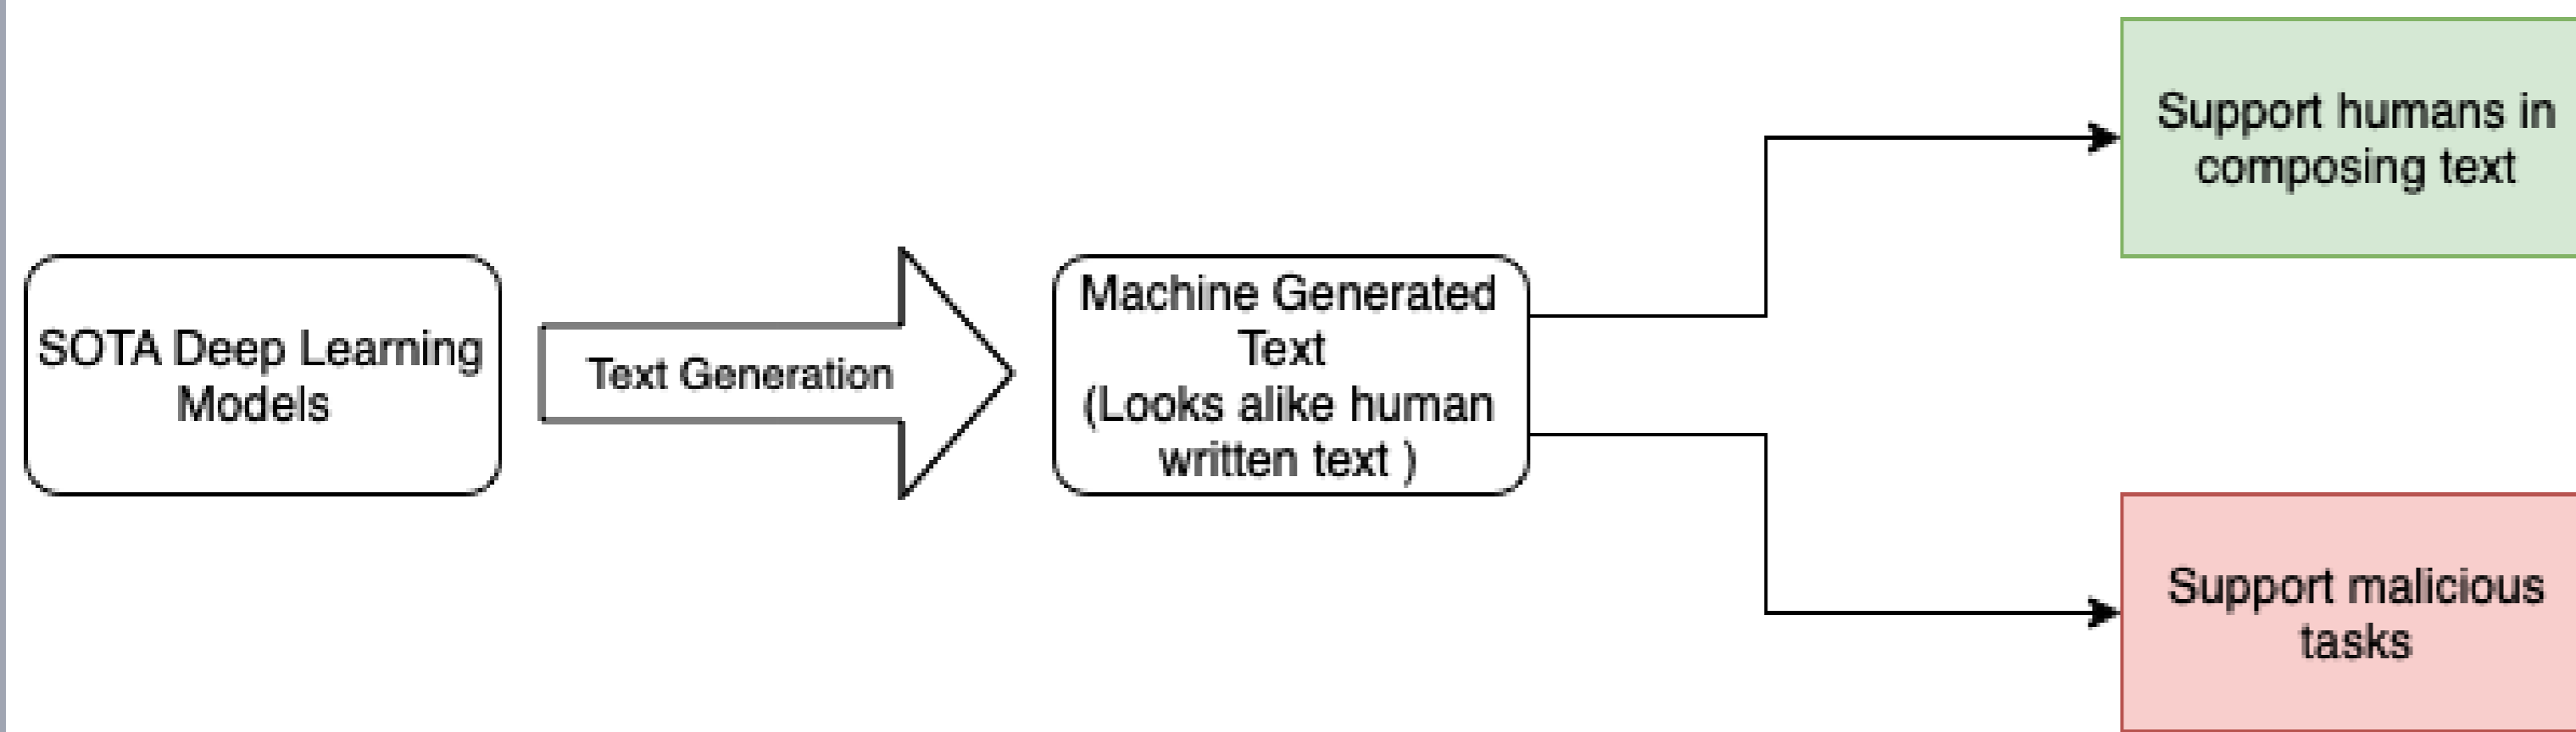 SOTA Deep Learning
Models
Text Generation
Machine Generated
Text
(Looks alike human
written text )
Support humans in
composing text
Support malicious
tasks